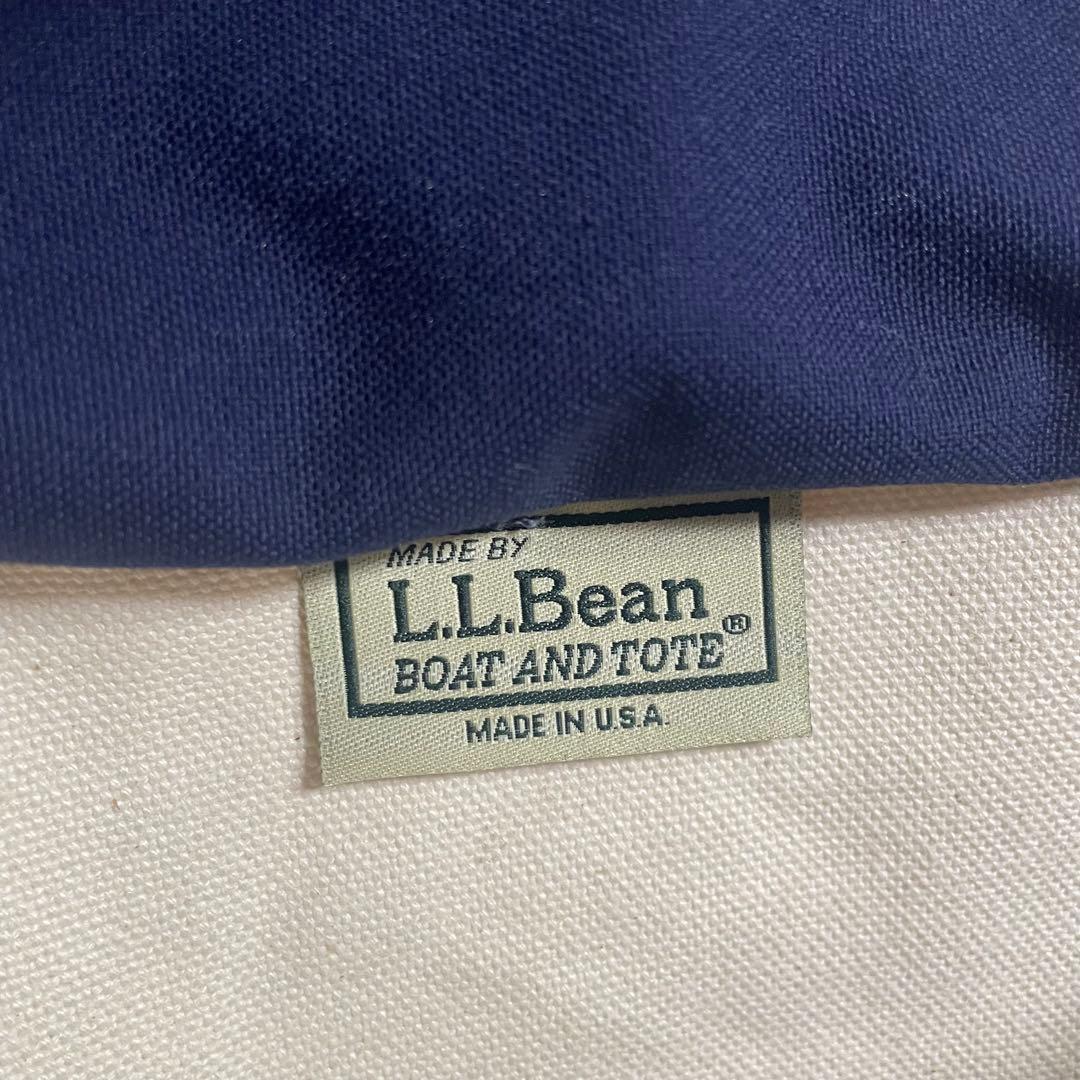 MADE BY
L.L.Bean
BOAT AND TOTE®
MADE IN U.S.A.